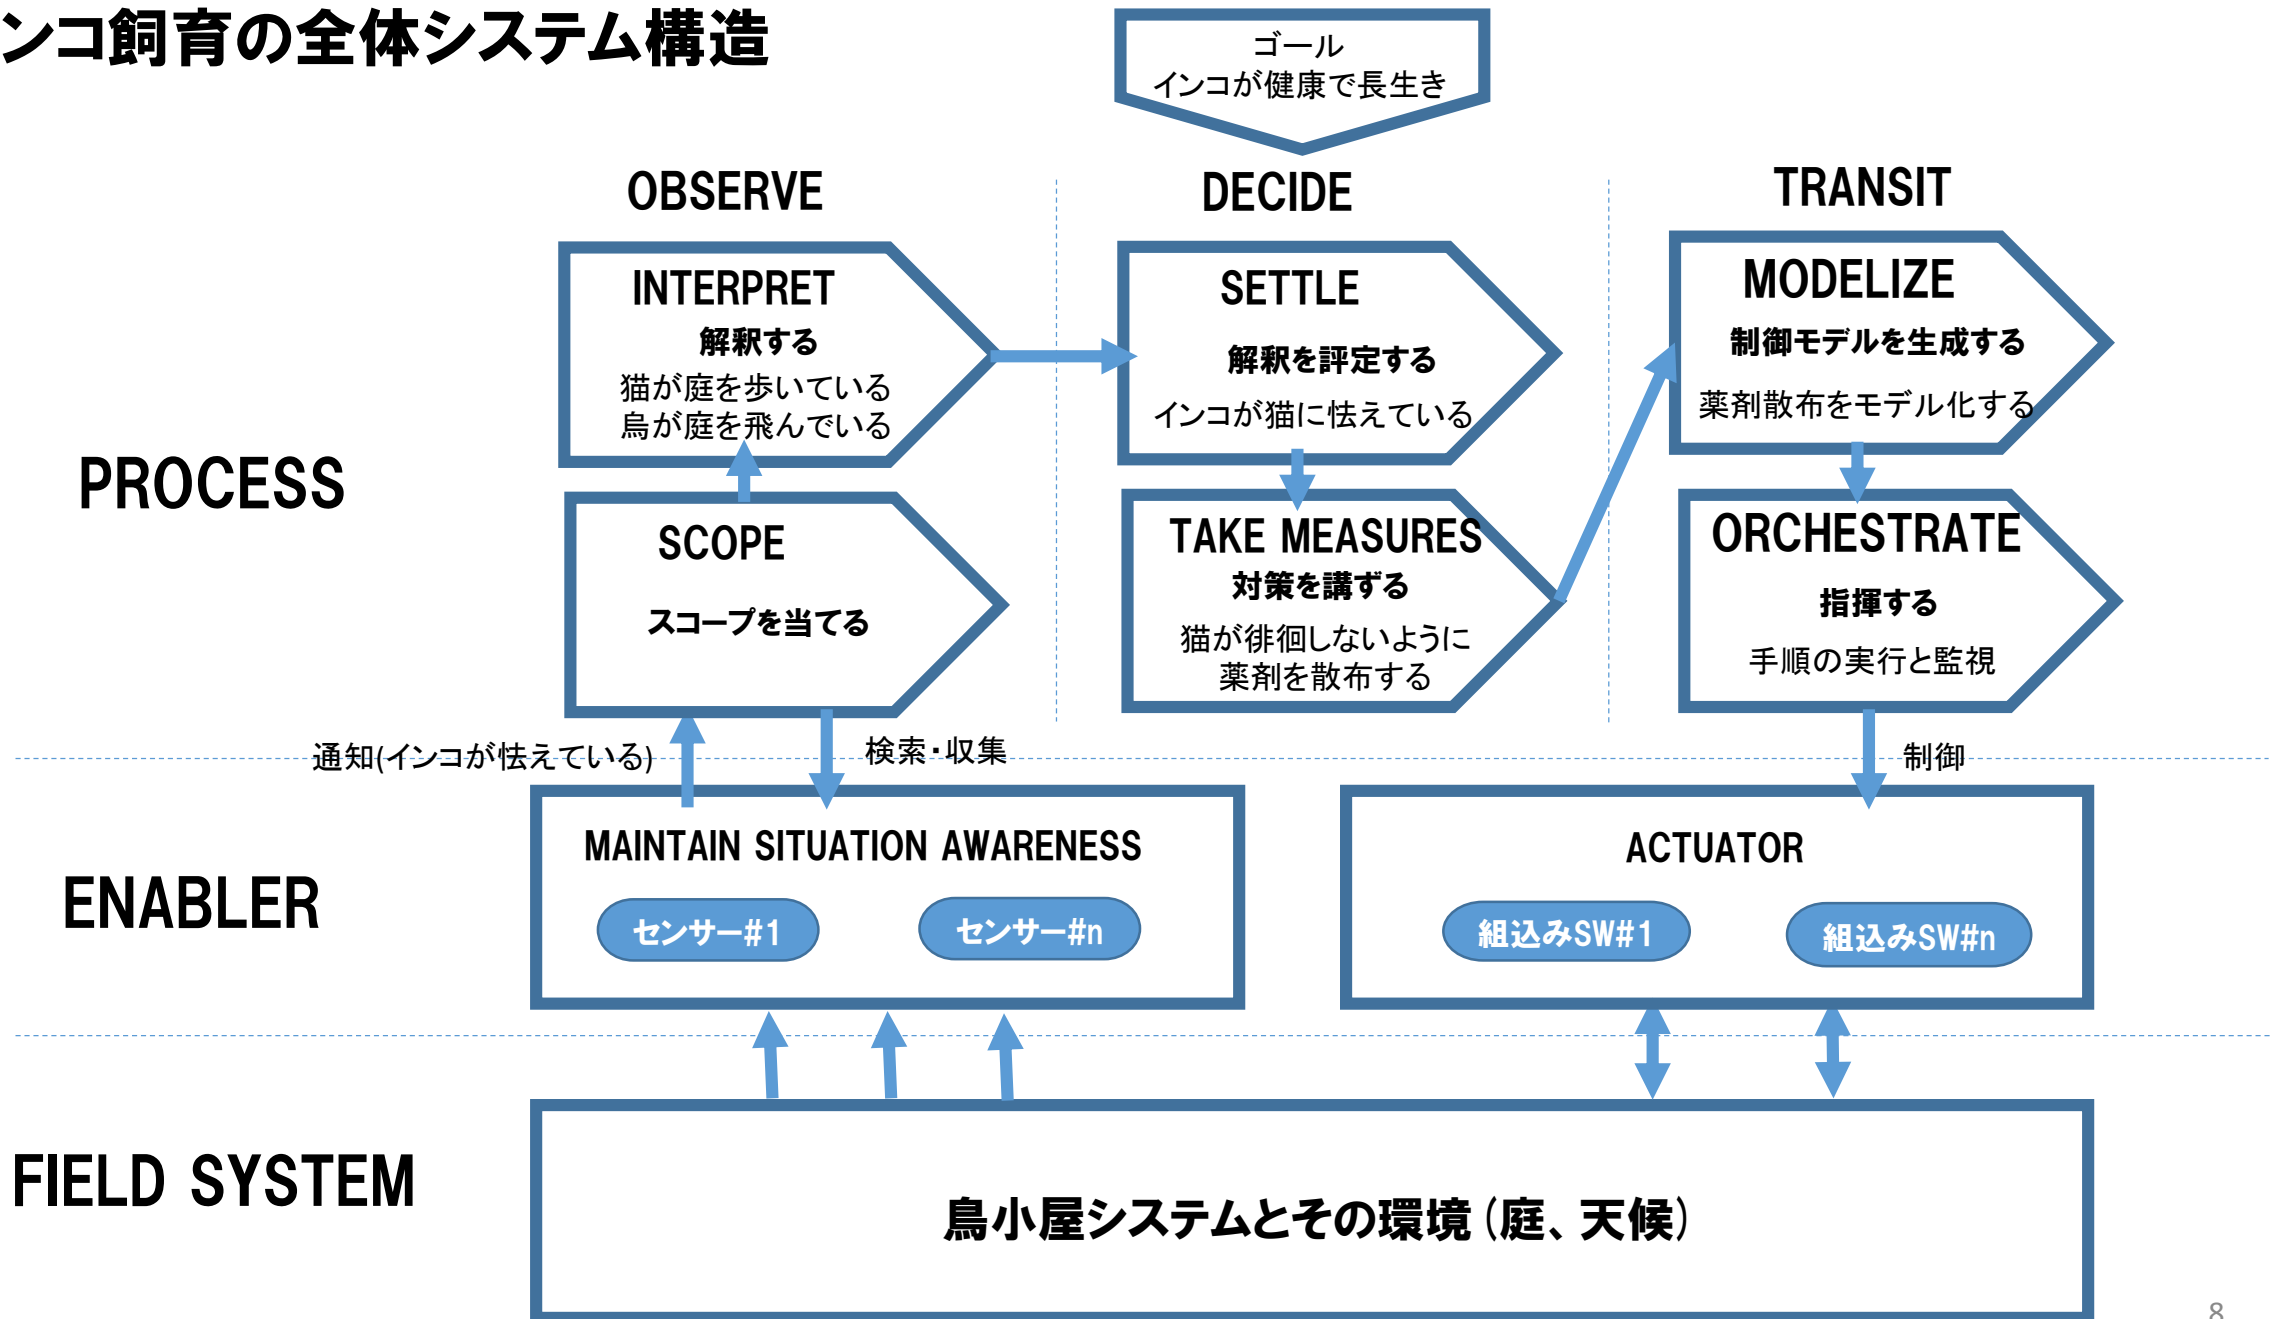 ンコ飼育の全体システム構造
ゴール
インコが健康で長生き
OBSERVE
DECIDE
TRANSIT
INTERPRET
解釈する
猫が庭を歩いている
烏が庭を飛んでいる
SETTLE
解釈を評定する
インコが猫に怯えている
MODELIZE
制御モデルを生成する
薬剤散布をモデル化する
PROCESS
SCOPE
スコープを当てる
TAKE MEASURES
対策を講ずる
猫が徘徊しないように
薬剤を散布する
ORCHESTRATE
指揮する
手順の実行と監視
通知(インコが怯えている)
検索・収集
制御
ENABLER
MAINTAIN SITUATION AWARENESS
センサー#1
センサー#n
ACTUATOR
組込みSW#1
組込みSW#n
FIELD SYSTEM
鳥小屋システムとその環境(庭、天候)
8